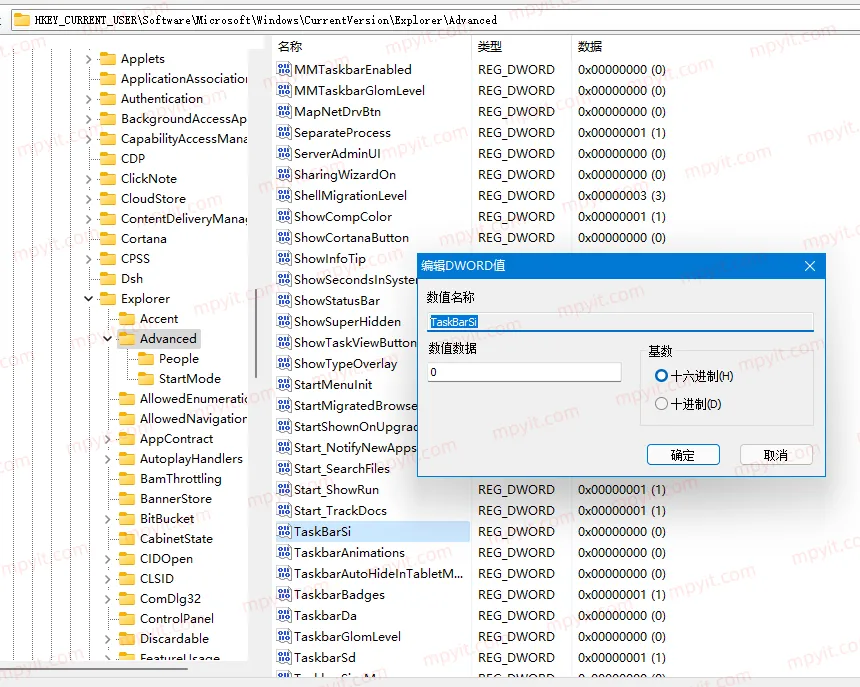 HKEY_CURRENT_USER\Software\Microsoft\Windows\CurrentVersion\Explorer\Advanced
Applets
ApplicationAssociation
Authentication
BackgroundAccessAp
CapabilityAccessMana
CDP
ClickNote
CloudStore
ContentDeliveryManag
Cortana
CPSS
Dsh
Explorer
Accent
Advanced
People
StartMode
AllowedEnumeratic
AllowedNavigation
AppContract
AutoplayHandlers
BamThrottling
BannerStore
BitBucket
CabinetState
CIDOpen
CLSID
ComDlg32
ControlPanel
Discardable
FeatureUsage
名称 类型 数据
MMTaskbarEnabled REG_DWORD 0x00000000 (0)
MMTaskbarGlomLevel REG_DWORD 0x00000000 (0)
MapNetDrvBtn REG_DWORD 0x00000000 (0)
SeparateProcess REG_DWORD 0x00000001 (1)
ServerAdminUI REG_DWORD 0x00000000 (0)
SharingWizardOn REG_DWORD 0x00000000 (0)
ShellMigrationLevel REG_DWORD 0x00000003 (3)
ShowCompColor REG_DWORD 0x00000001 (1)
ShowCortanaButton REG_DWORD 0x00000000 (0)
ShowInfoTip
ShowSecondsInSystem
ShowStatusBar
ShowSuperHidden
ShowTaskViewButton
ShowTypeOverlay
StartMenuInit
StartMigratedBrowse
StartShownOnUpgrad
Start_NotifyNewApps
Start_SearchFiles
Start_ShowRun REG_DWORD 0x00000001 (1)
Start_TrackDocs REG_DWORD 0x00000001 (1)
TaskBarSi REG_DWORD 0x00000000 (0)
TaskbarAnimations REG_DWORD 0x00000000 (0)
TaskbarAutoHideInTabletM... REG_DWORD 0x00000000 (0)
TaskbarBadges REG_DWORD 0x00000001 (1)
TaskbarDa REG_DWORD 0x00000000 (0)
TaskbarGlomLevel REG_DWORD 0x00000000 (0)
TaskbarSd REG_DWORD 0x00000001 (1)
编辑DWORD值
数值名称
TaskBarSi
数值数据
0
基数
十六进制(H)
十进制(D)
确定 取消
mpyit.com